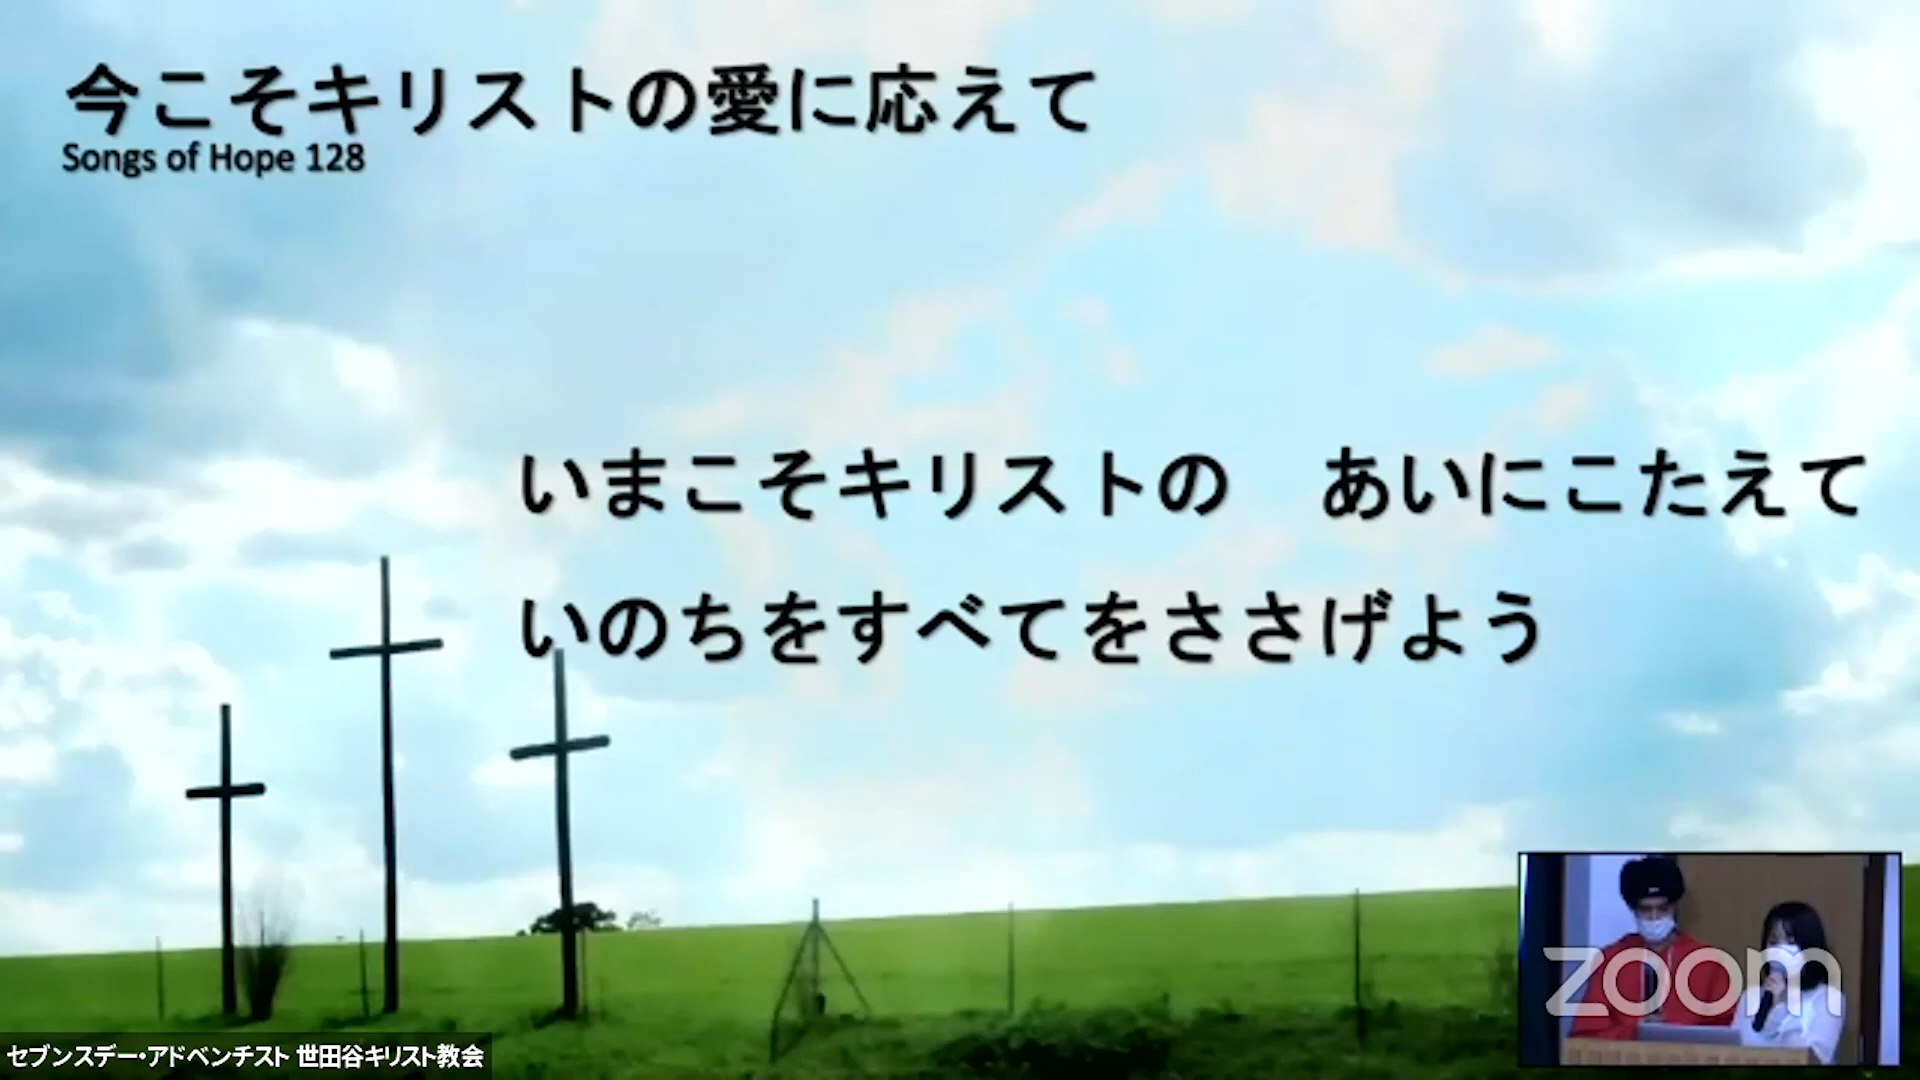 今こそキリストの愛に応えて
Songs of Hope 128
いまこそキリストの　あいにこたえて
いのちをすべてをささげよう
zoom
セブンスデー・アドベンチスト 世田谷キリスト教会